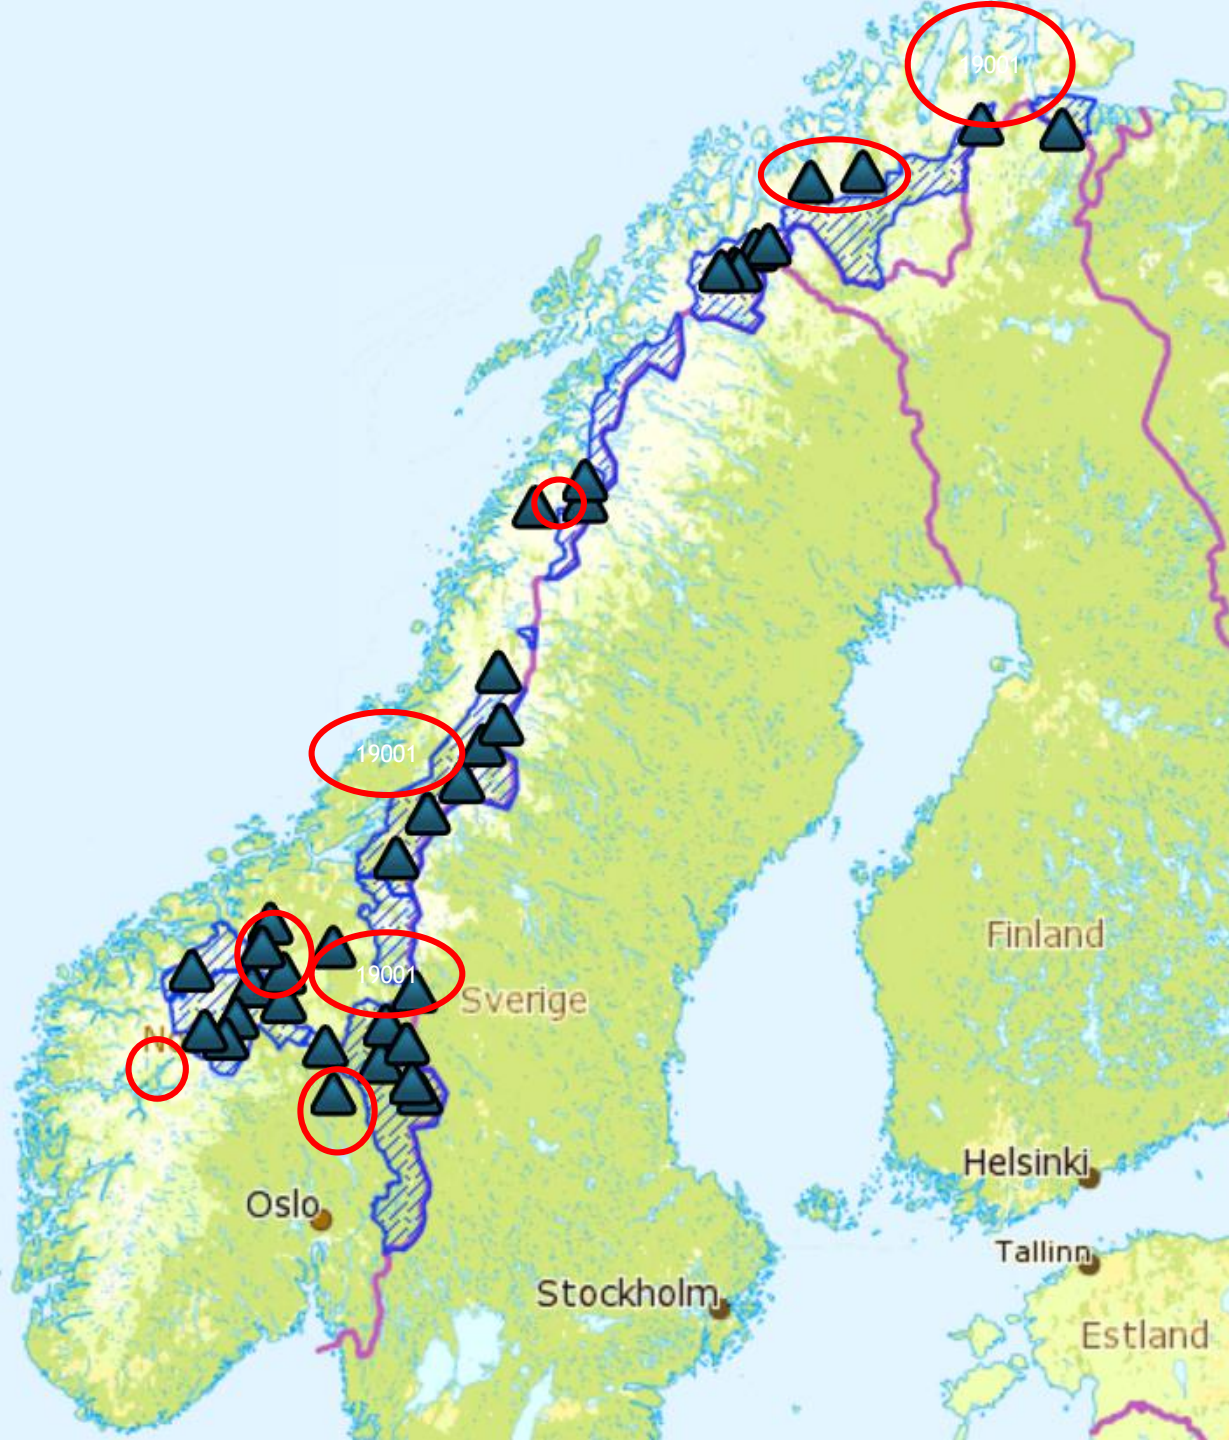 19001
19001
Finland
19001
Sverige
N
Helsinki
Oslo
Tallinn
Stockholm
Estland